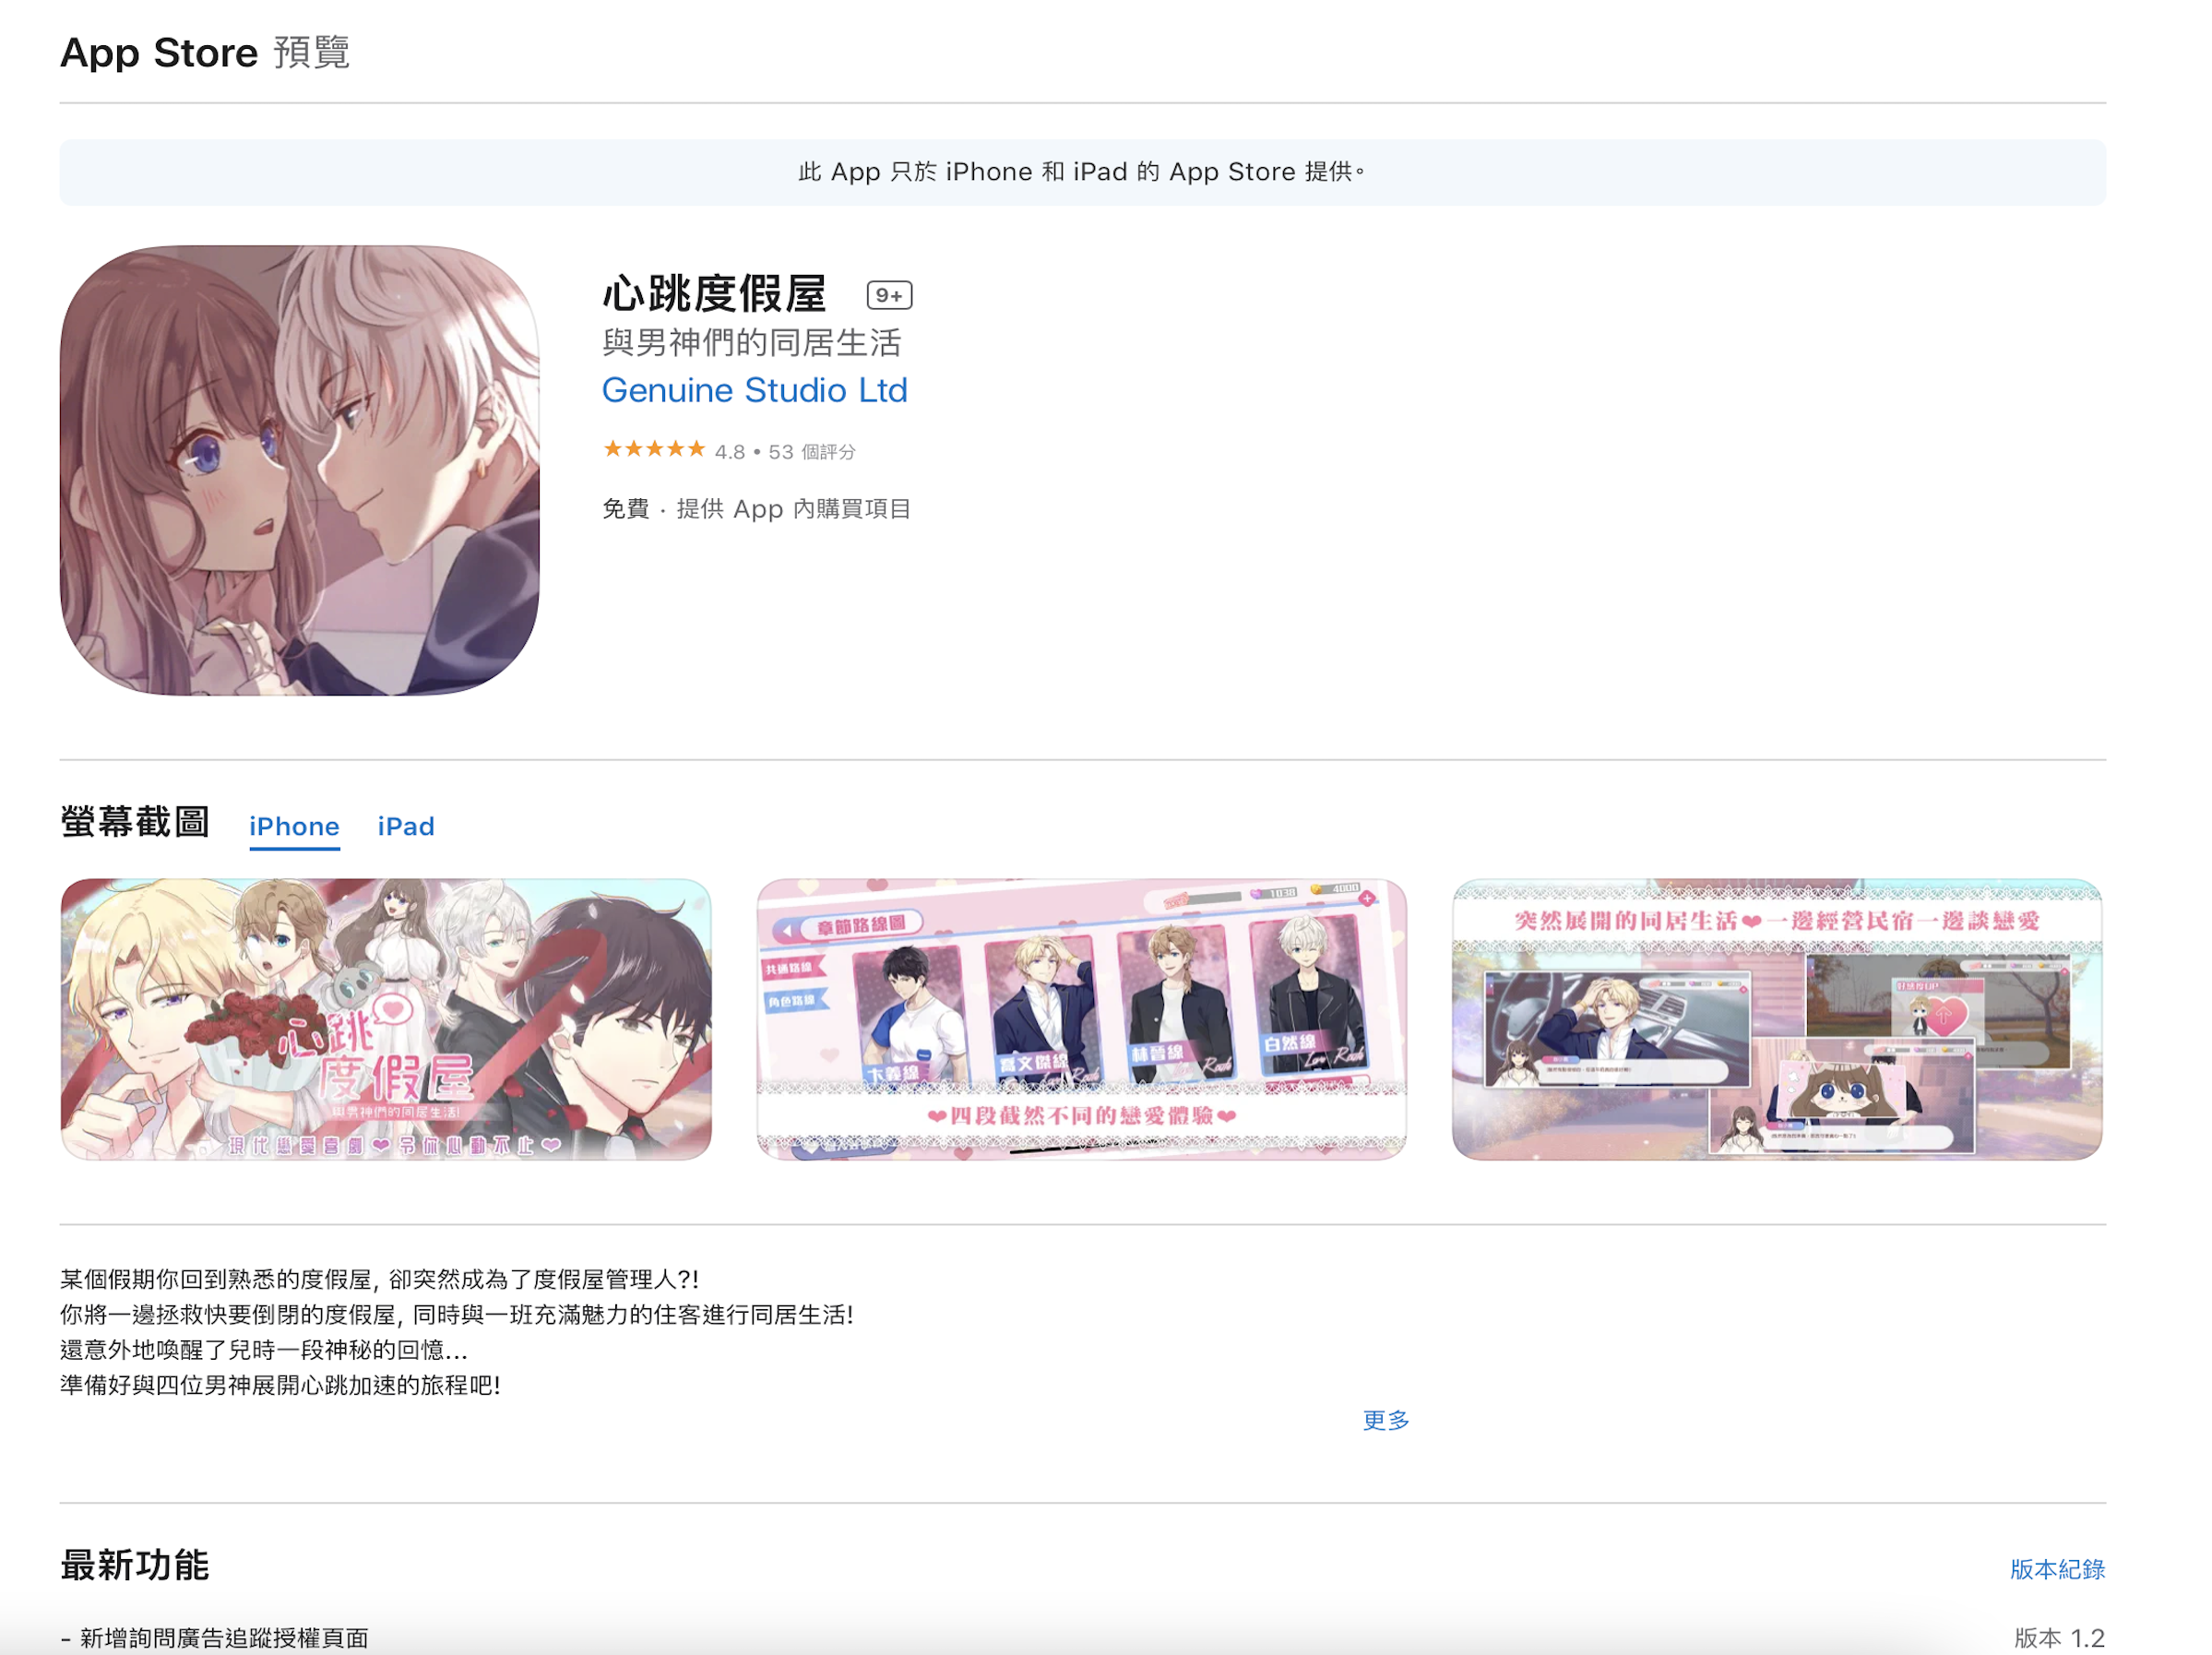 App Store 預覽
此 App 只於 iPhone 和 iPad 的 App Store 提供。
心跳度假屋 9+
與男神們的同居生活
Genuine Studio Ltd
★★★★★ 4.8 • 53 個評分
免費 · 提供 App 內購買項目
螢幕截圖 iPhone iPad
心跳
度假屋
與男神們的同居生活!
現代戀愛喜劇❤令你心動不止❤
1038 4000
章節路線圖
共通路線
角色路線
卞義線
喬文傑線
林晉線
白然線
❤四段截然不同的戀愛體驗❤
突然展開的同居生活❤一邊經營民宿一邊談戀愛
好感度UP
某個假期你回到熟悉的度假屋, 卻突然成為了度假屋管理人?!
你將一邊拯救快要倒閉的度假屋, 同時與一班充滿魅力的住客進行同居生活!
還意外地喚醒了兒時一段神秘的回憶...
準備好與四位男神展開心跳加速的旅程吧!
更多
最新功能
版本紀錄
- 新增詢問廣告追蹤授權頁面
版本 1.2